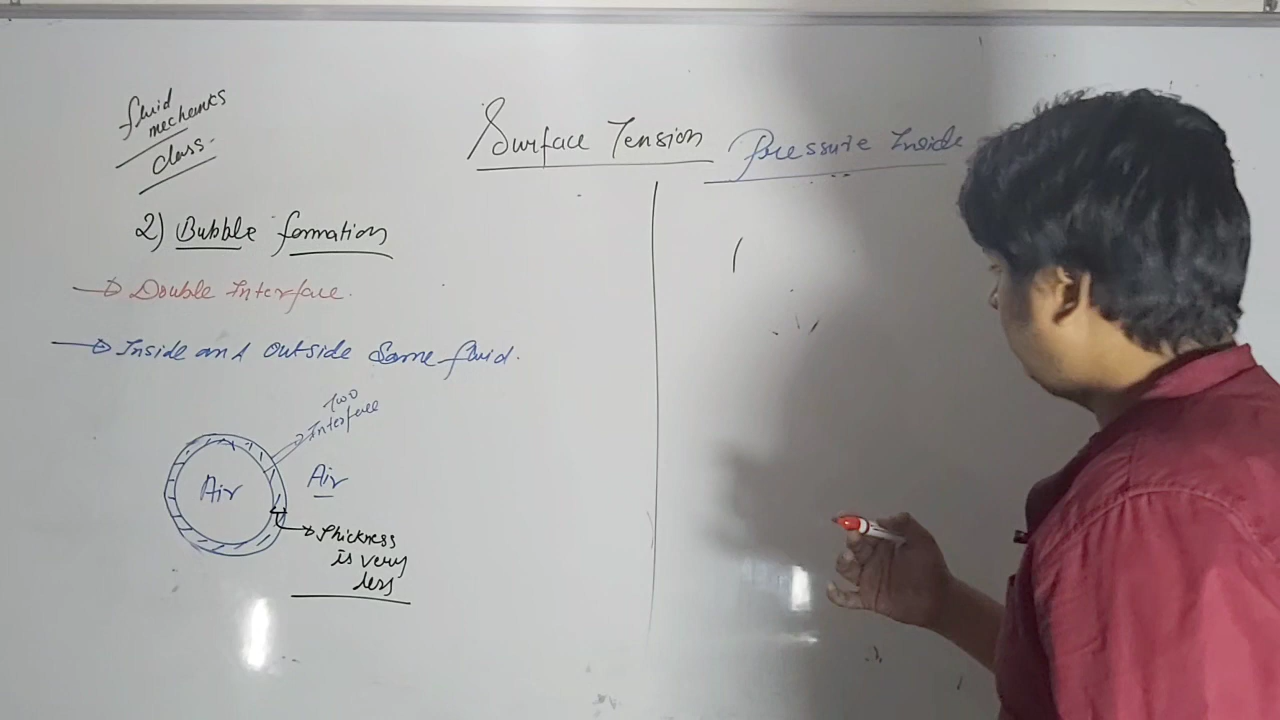 fluid
mechanics
class.
Surface Tension
Pressure Inside
2) Bubble formation
→ Double Interface.
→ Inside and outside Same fluid.
Two
Interface
Air
Air
→ Thickness
is very
less